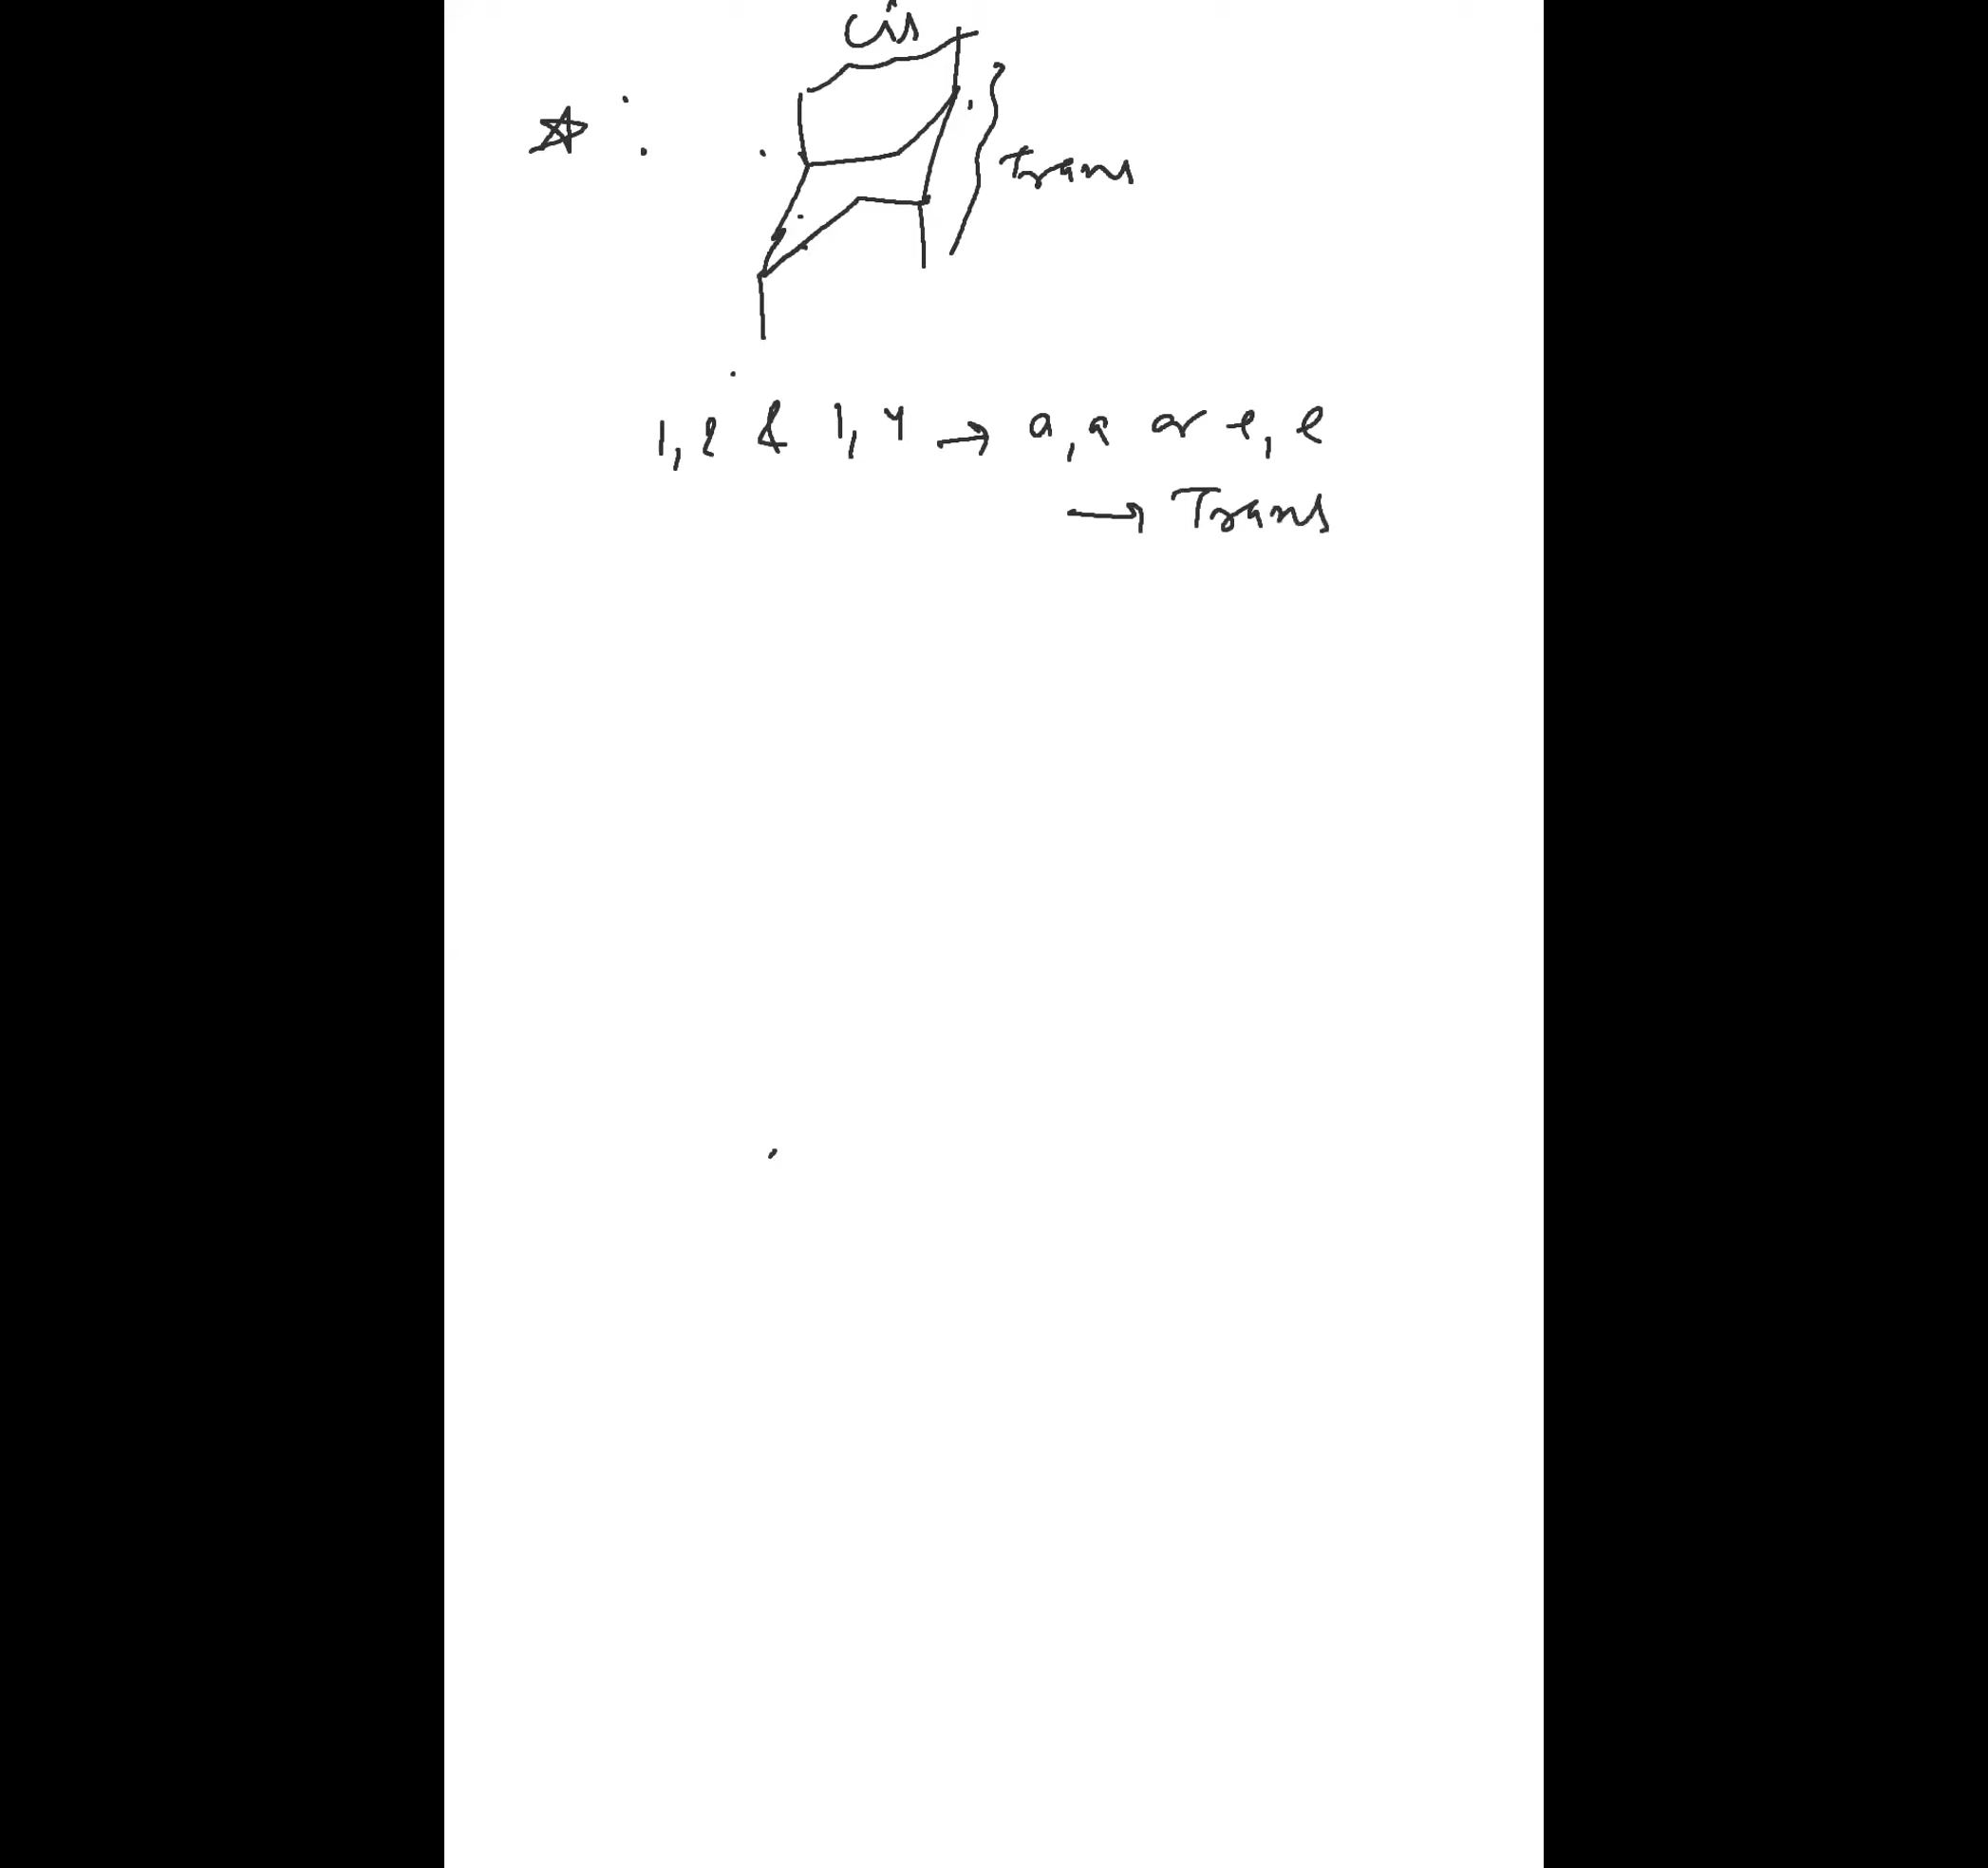 cis
Trans
1,2 & 1,4 → a,a or e,e
→ Trans